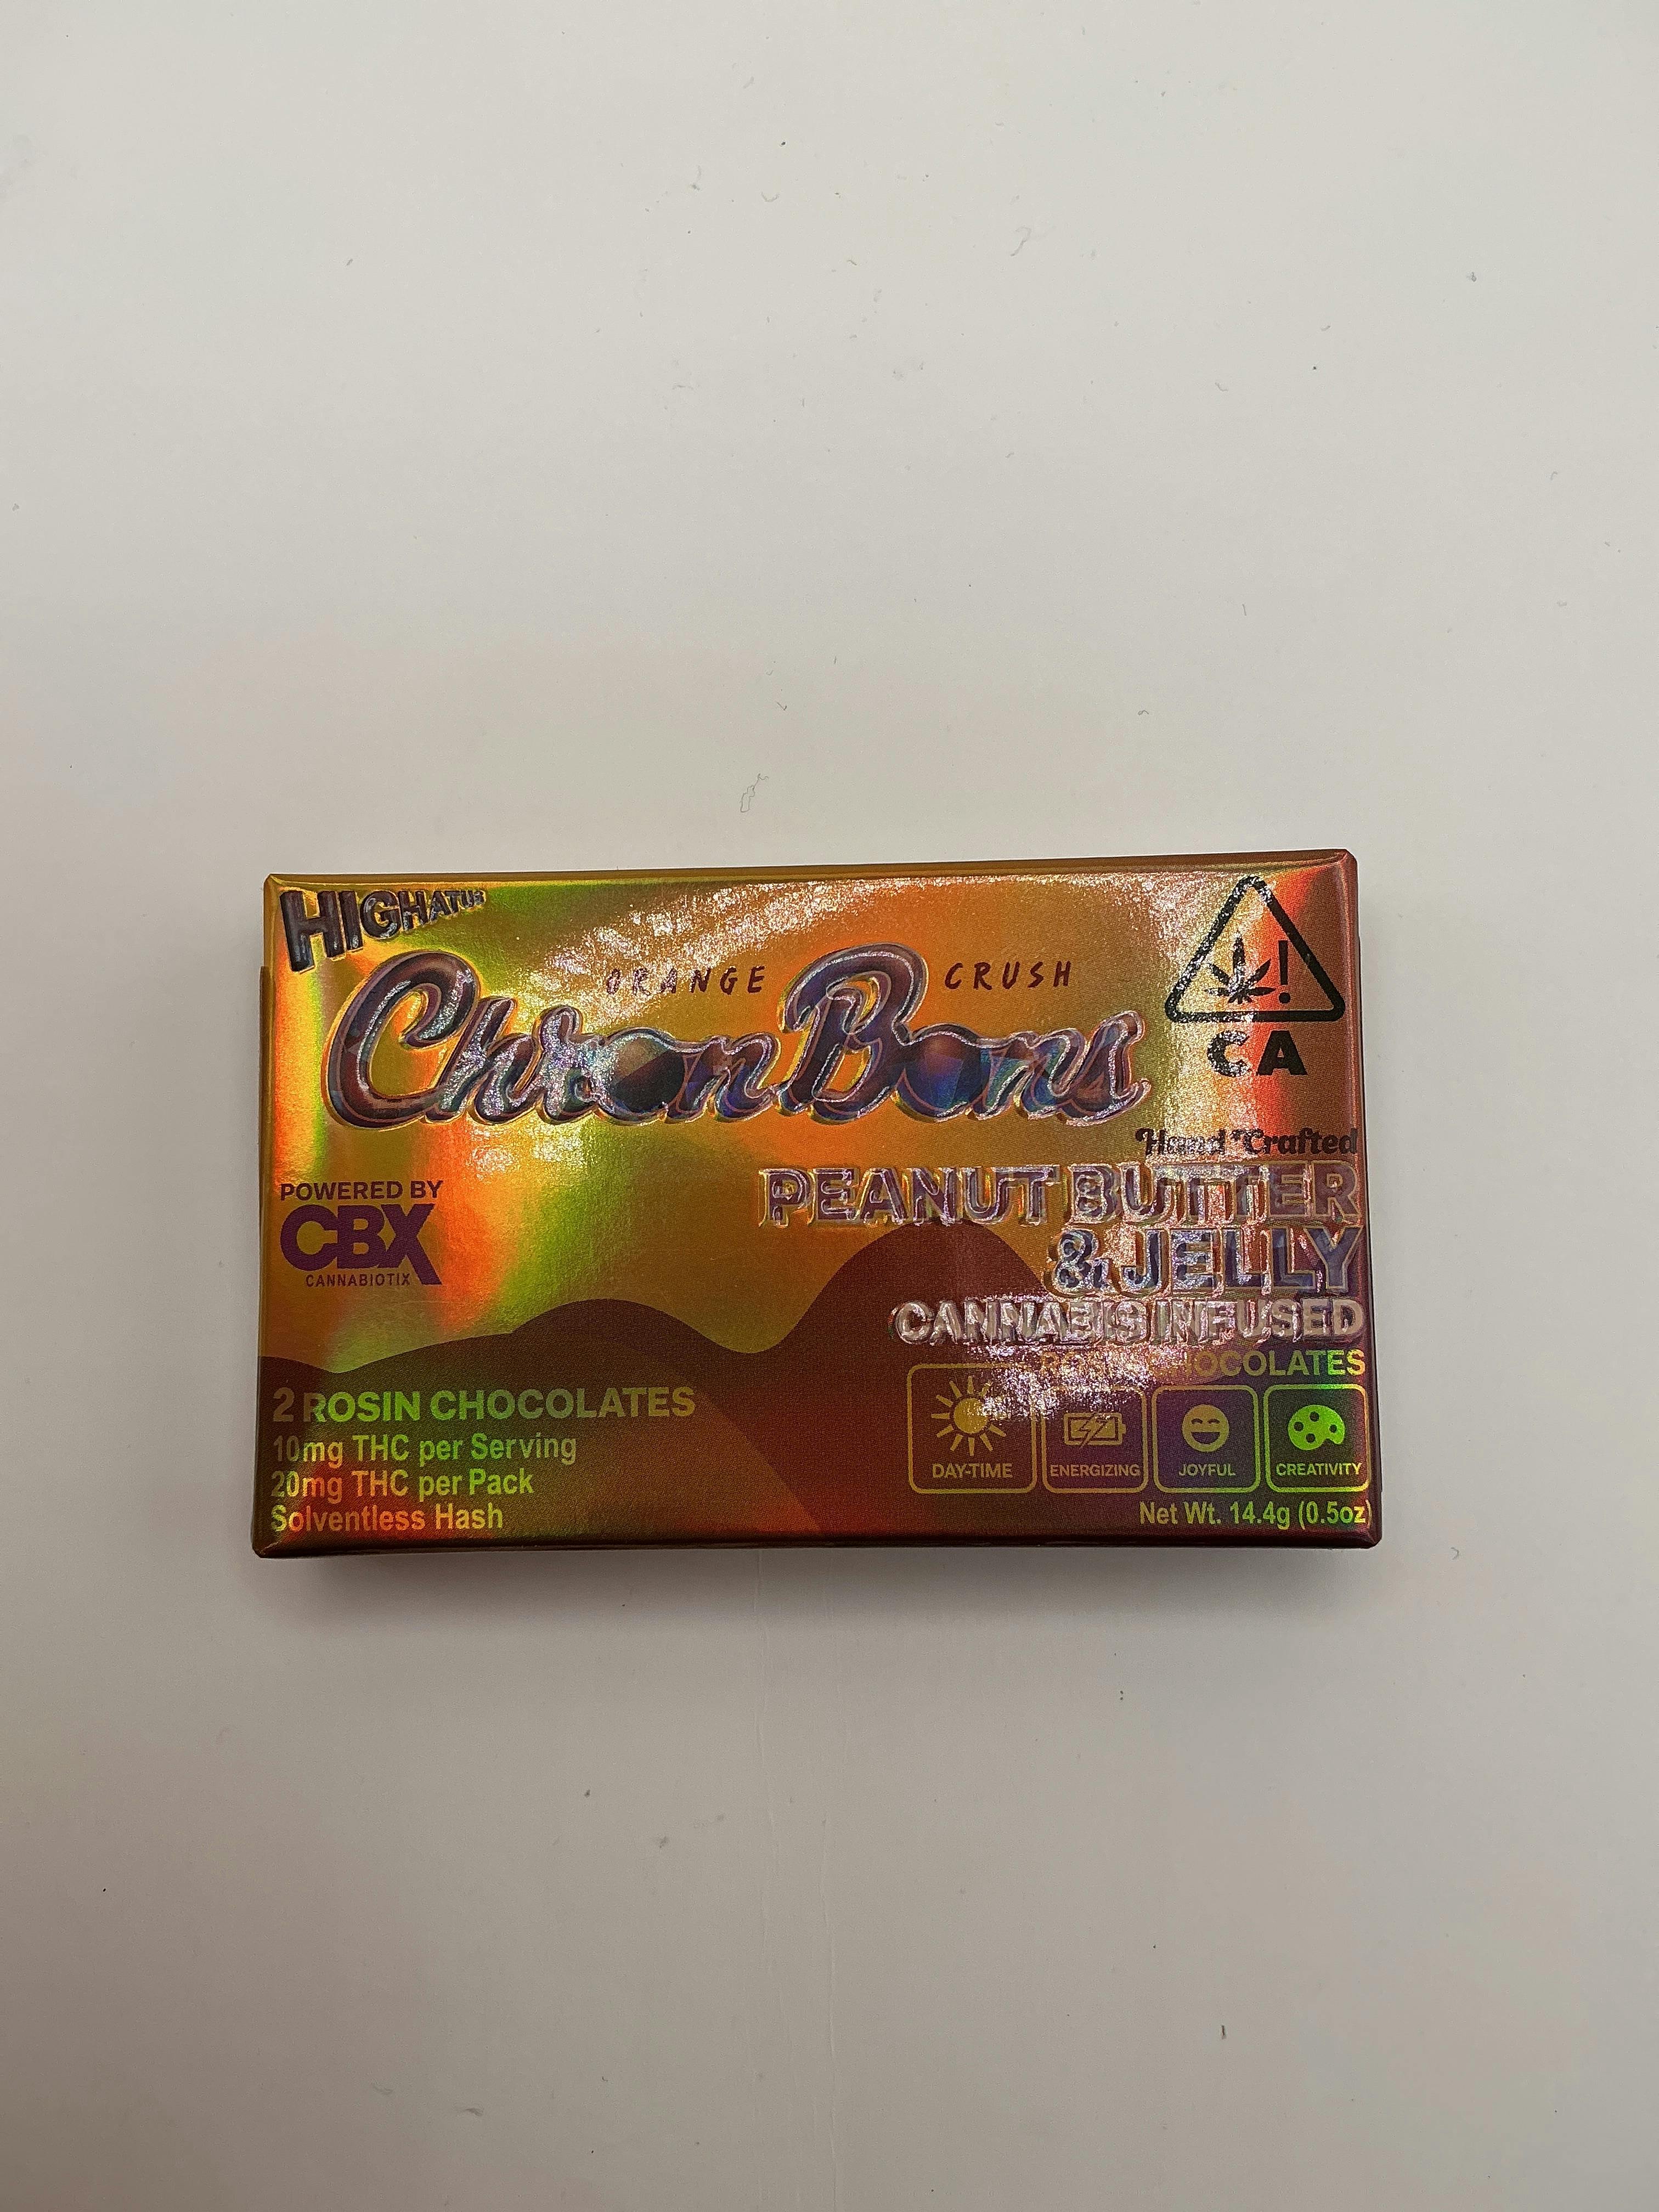 HIGHATUS
ORANGE CRUSH
ChronBons
CA
Hand Crafted
PEANUT BUTTER
& JELLY
CANNABIS INFUSED
ROSIN CHOCOLATES
POWERED BY
CBX
CANNABIOTIX
2 ROSIN CHOCOLATES
10mg THC per Serving
20mg THC per Pack
Solventless Hash
DAY-TIME
ENERGIZING
JOYFUL
CREATIVITY
Net Wt. 14.4g (0.5oz)